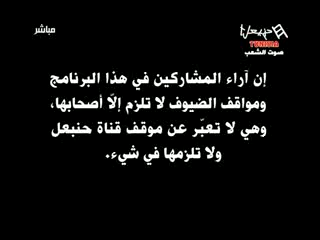 مباشر
TUNISIA
صوت الشعب
إن آراء المشاركين في هذا البرنامج
ومواقف الضيوف لا تلزم إلّا أصحابها،
وهي لا تعبّر عن موقف قناة حنبعل
ولا تلزمها في شيء.